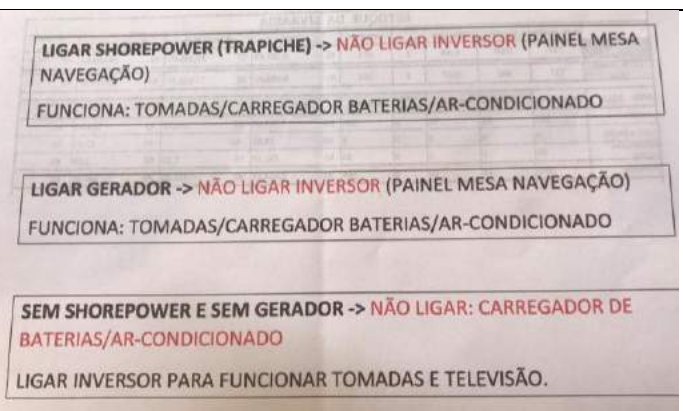 LIGAR SHOREPOWER (TRAPICHE) -> NÃO LIGAR INVERSOR (PAINEL MESA
NAVEGAÇÃO)
FUNCIONA: TOMADAS/CARREGADOR BATERIAS/AR-CONDICIONADO
LIGAR GERADOR -> NÃO LIGAR INVERSOR (PAINEL MESA NAVEGAÇÃO)
FUNCIONA: TOMADAS/CARREGADOR BATERIAS/AR-CONDICIONADO
SEM SHOREPOWER E SEM GERADOR -> NÃO LIGAR: CARREGADOR DE
BATERIAS/AR-CONDICIONADO
LIGAR INVERSOR PARA FUNCIONAR TOMADAS E TELEVISÃO.